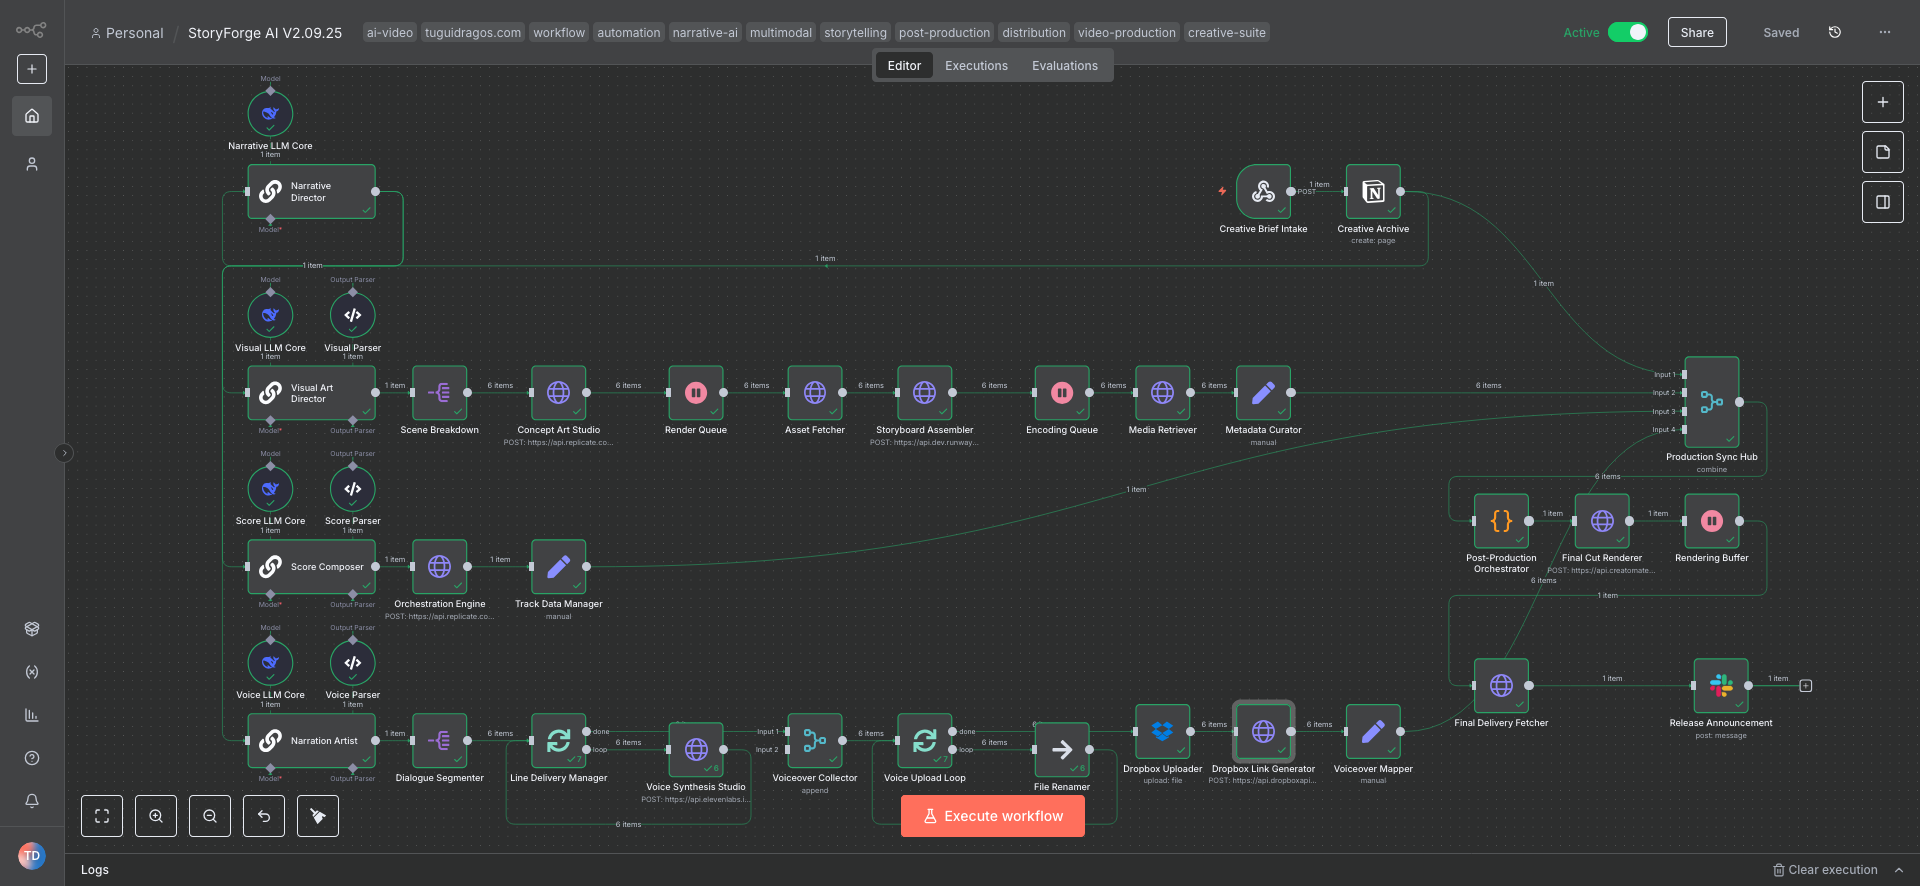 Personal / StoryForge AI V2.09.25
ai-video tuguidragos.com workflow automation narrative-ai multimodal storytelling post-production distribution video-production creative-suite
Active
Share
Saved
Editor Executions Evaluations
Model
Narrative LLM Core
1 item
Narrative
Director
Model*
1 item
Creative Brief Intake
POST
1 item
Creative Archive
create: page
1 item
1 item
Model
Output Parser
Visual LLM Core
Visual Parser
1 item
1 item
Visual Art
Director
Model*
Output Parser
1 item
Scene Breakdown
6 items
Concept Art Studio
POST: https://api.replicate.co...
6 items
Render Queue
6 items
Asset Fetcher
6 items
Storyboard Assembler
POST: https://api.dev.runway...
6 items
Encoding Queue
6 items
Media Retriever
6 items
Metadata Curator
manual
6 items
Input 1
Input 2
Input 3
Input 4
Production Sync Hub
combine
6 items
Model
Output Parser
Score LLM Core
Score Parser
1 item
1 item
Score Composer
Model*
Output Parser
1 item
Orchestration Engine
POST: https://api.replicate.co...
1 item
Track Data Manager
manual
1 item
Post-Production
Orchestrator
1 item
Final Cut Renderer
POST: https://api.creatomate...
1 item
Rendering Buffer
6 items
1 item
Model
Output Parser
Voice LLM Core
Voice Parser
1 item
1 item
Narration Artist
Model*
Output Parser
1 item
Dialogue Segmenter
6 items
Line Delivery Manager
7
done
loop
6 items
Voice Synthesis Studio
6
POST: https://api.elevenlabs.i...
6 items
Input 1
Input 2
Voiceover Collector
append
6 items
Voice Upload Loop
7
done
loop
6 items
File Renamer
6
Dropbox Uploader
upload: file
6 items
Dropbox Link Generator
POST: https://api.dropboxapi...
6 items
Voiceover Mapper
manual
Final Delivery Fetcher
1 item
Release Announcement
post: message
1 item
Execute workflow
TD
Logs
Clear execution